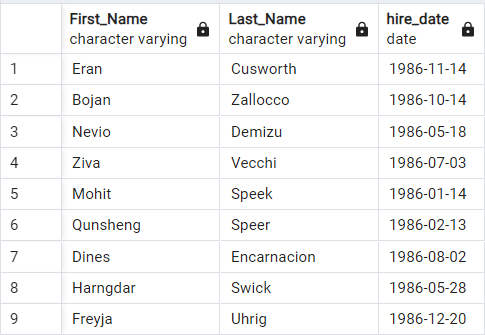 First_Name Last_Name hire_date
character varying character varying date
1 Eran Cusworth 1986-11-14
2 Bojan Zallocco 1986-10-14
3 Nevio Demizu 1986-05-18
4 Ziva Vecchi 1986-07-03
5 Mohit Speek 1986-01-14
6 Qunsheng Speer 1986-02-13
7 Dines Encarnacion 1986-08-02
8 Harngdar Swick 1986-05-28
9 Freyja Uhrig 1986-12-20